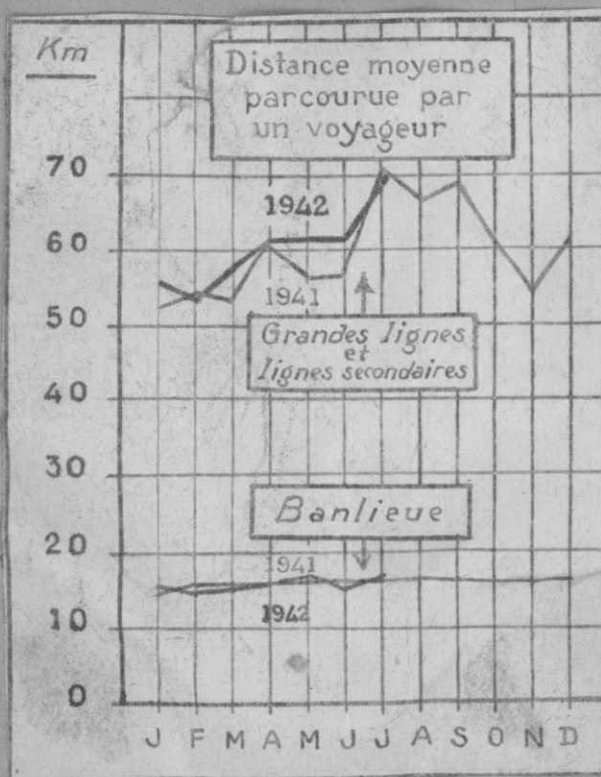 Km
Distance moyenne
parcourue par
un voyageur
70
1942
60
1941
50
Grandes lignes
et
lignes secondaires
40
30
Banlieue
20
1941
10
1942
0
J F M A M J J A S O N D